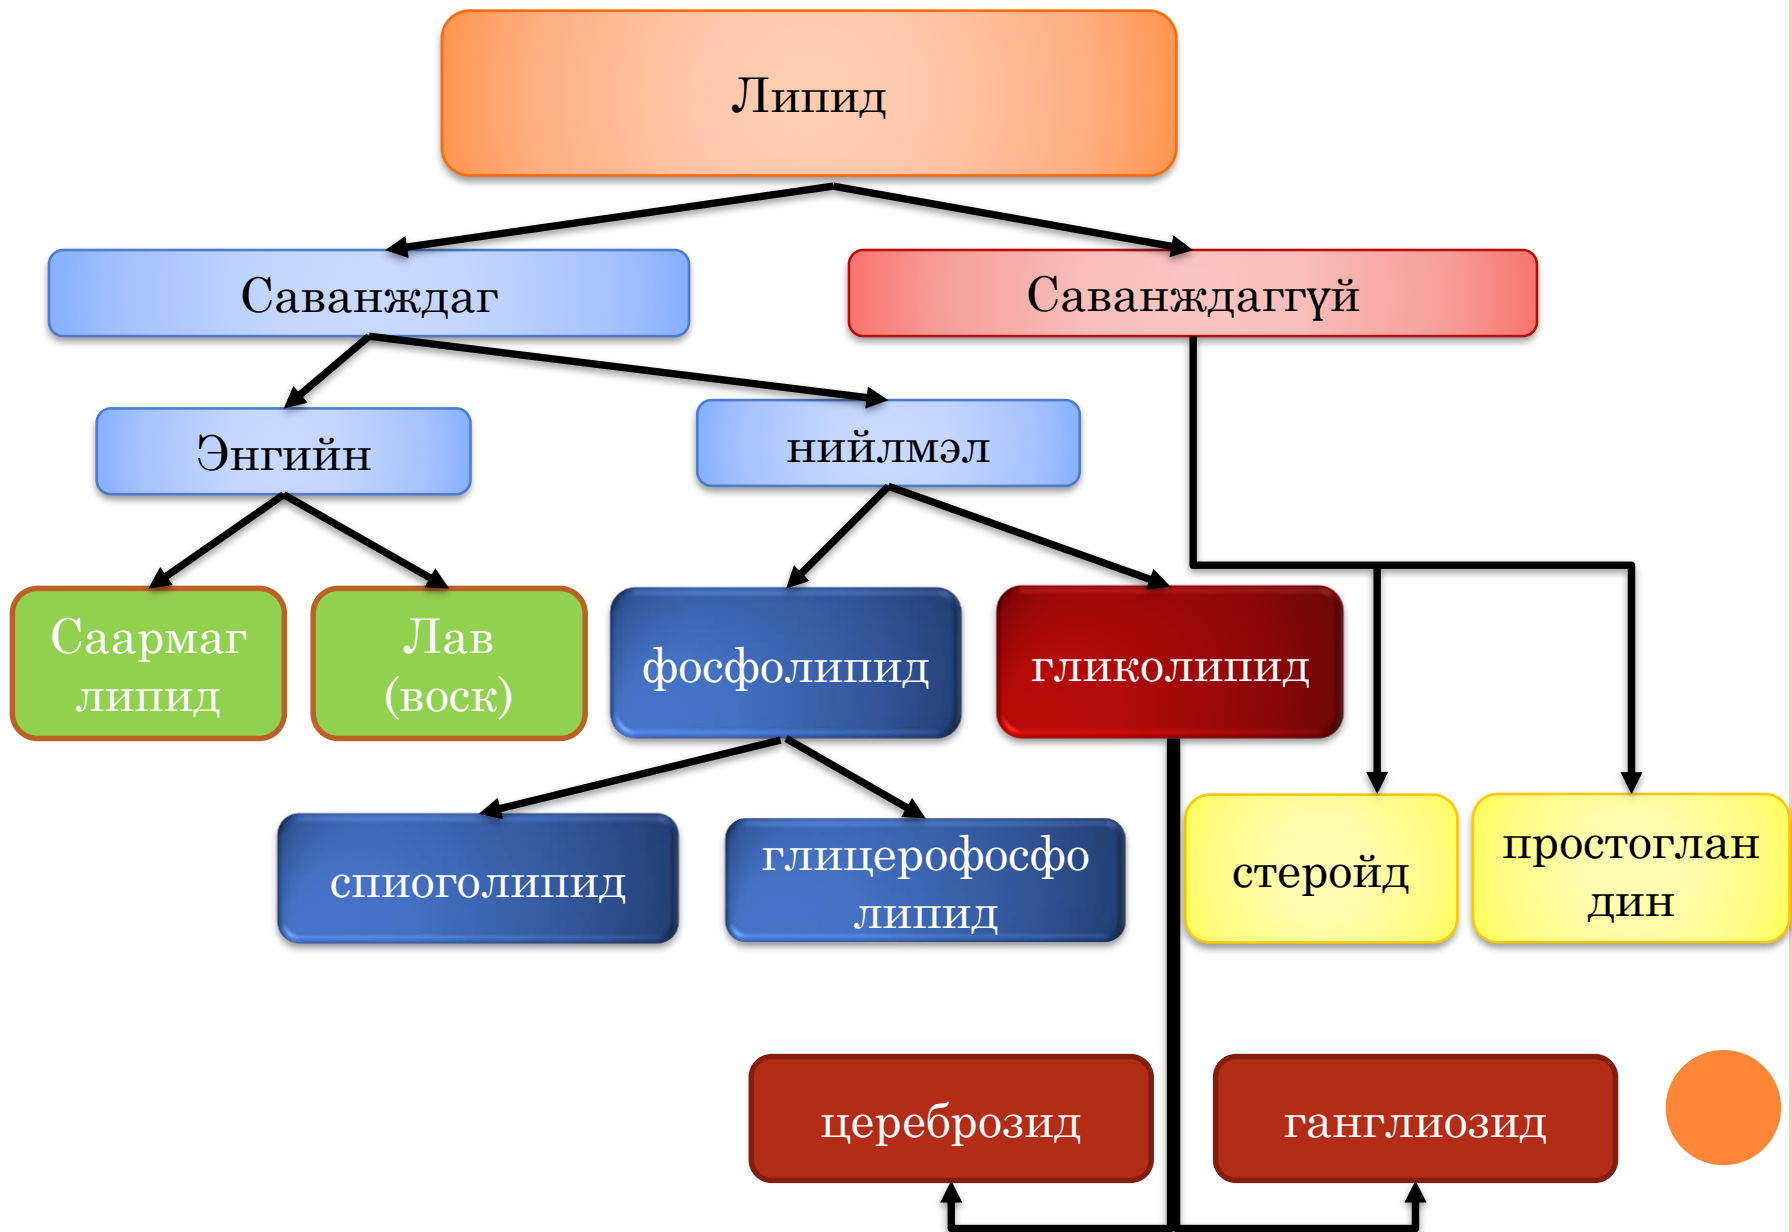 Липид
Саванждаг
Саванждаггүй
Энгийн
нийлмэл
Саармаг
липид
Лав
(воск)
фосфолипид
гликолипид
спиоголипид
глицерофосфо
липид
стеройд
простоглан
дин
цереброзид
ганглиозид